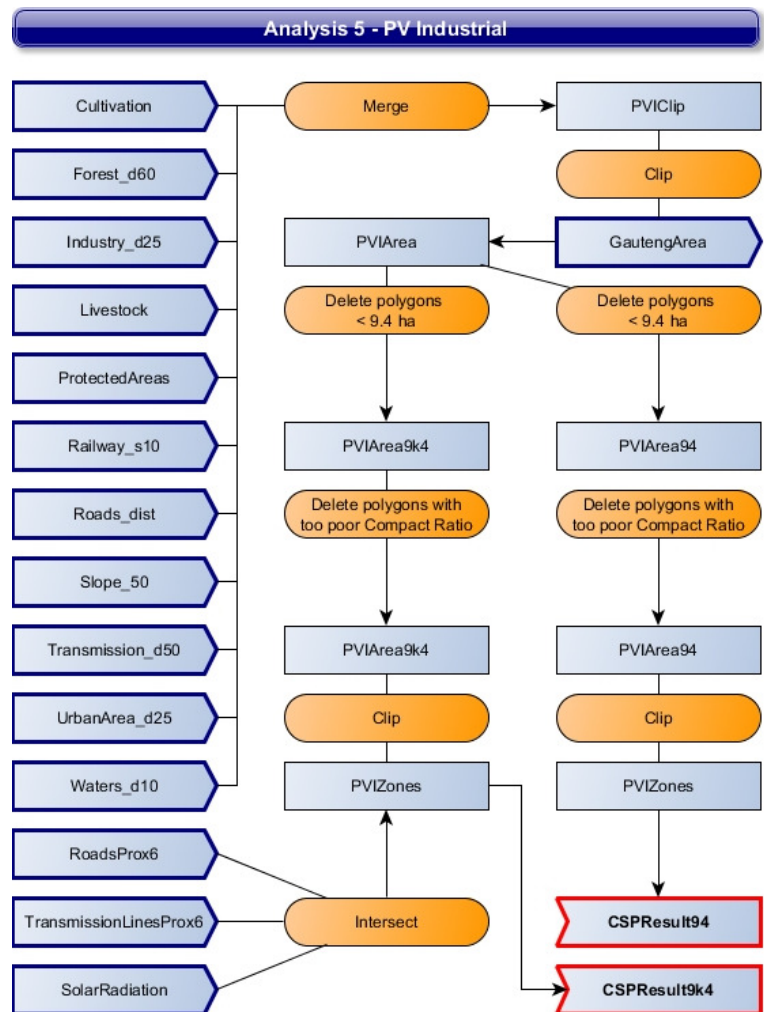 Analysis 5 - PV Industrial
Cultivation
Merge
PVIClip
Forest_d60
Clip
Industry_d25
PVIArea
GautengArea
Livestock
Delete polygons
< 9.4 ha
Delete polygons
< 9.4 ha
ProtectedAreas
Railway_s10
PVIArea9k4
PVIArea94
Roads_dist
Delete polygons with
too poor Compact Ratio
Delete polygons with
too poor Compact Ratio
Slope_50
Transmission_d50
PVIArea9k4
PVIArea94
UrbanArea_d25
Clip
Clip
Waters_d10
PVIZones
PVIZones
RoadsProx6
TransmissionLinesProx6
Intersect
CSPResult94
SolarRadiation
CSPResult9k4